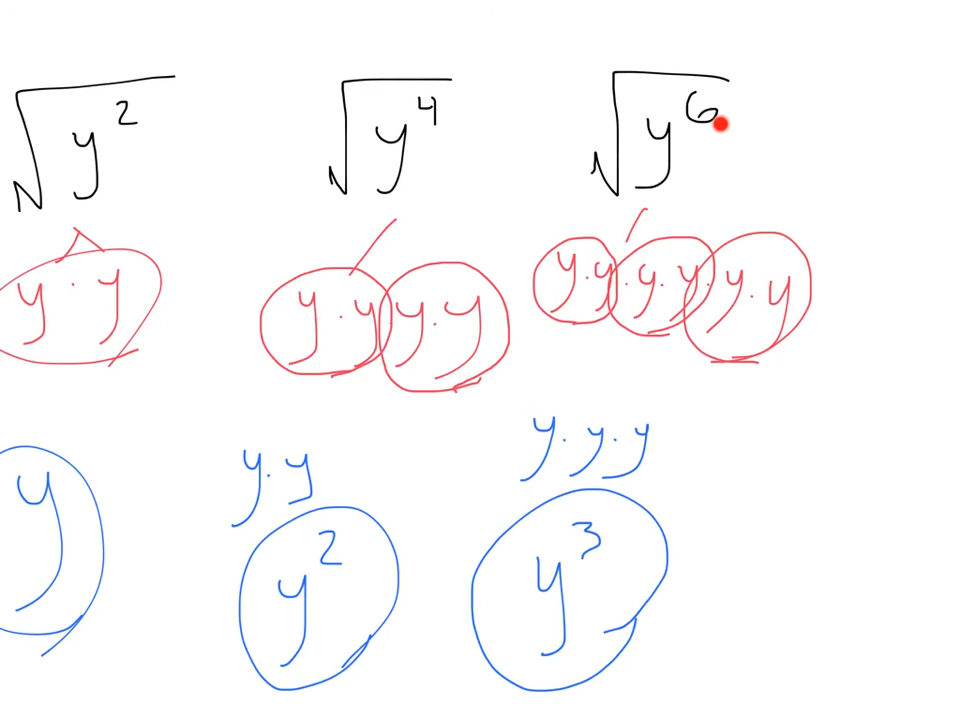 √y² √y⁴ √y⁶
y · y y · y y · y y · y · y · y · y · y
y y · y y · y · y
y² y³